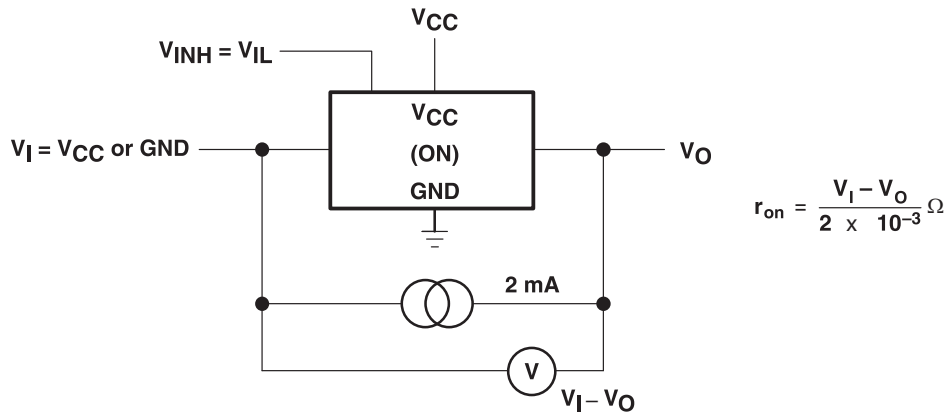 VCC
VINH = VIL
VCC
(ON)
GND
VI = VCC or GND
VO
ron = VI – VO / 2 x 10–3 Ω
2 mA
V
VI – VO